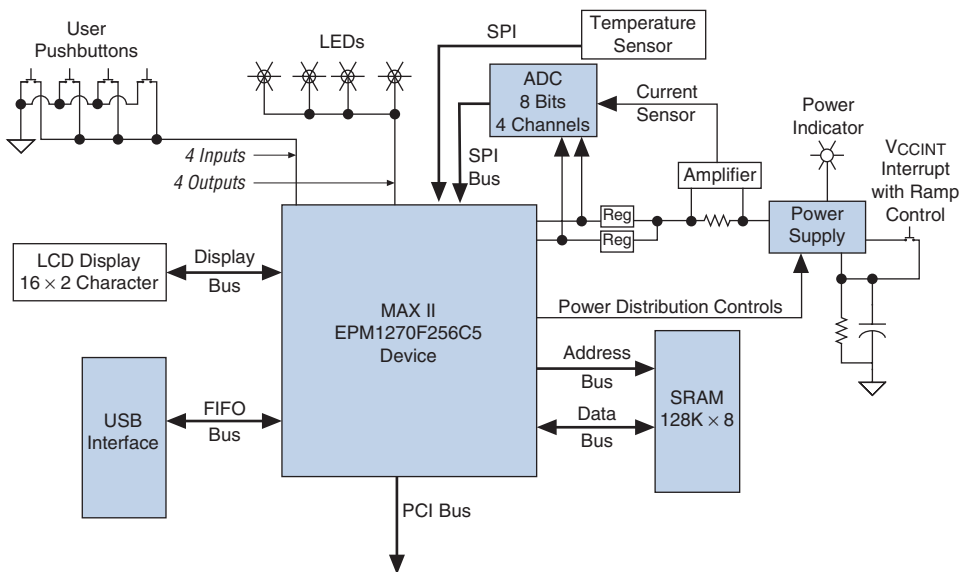 User
Pushbuttons
LEDs
SPI
Temperature
Sensor
ADC
8 Bits
4 Channels
Current
Sensor
Power
Indicator
VCCINT
Interrupt
with Ramp
Control
4 Inputs
4 Outputs
SPI
Bus
Amplifier
Reg
Reg
Power
Supply
LCD Display
16 × 2 Character
Display
Bus
MAX II
EPM1270F256C5
Device
Power Distribution Controls
Address
Bus
Data
Bus
SRAM
128K × 8
USB
Interface
FIFO
Bus
PCI Bus